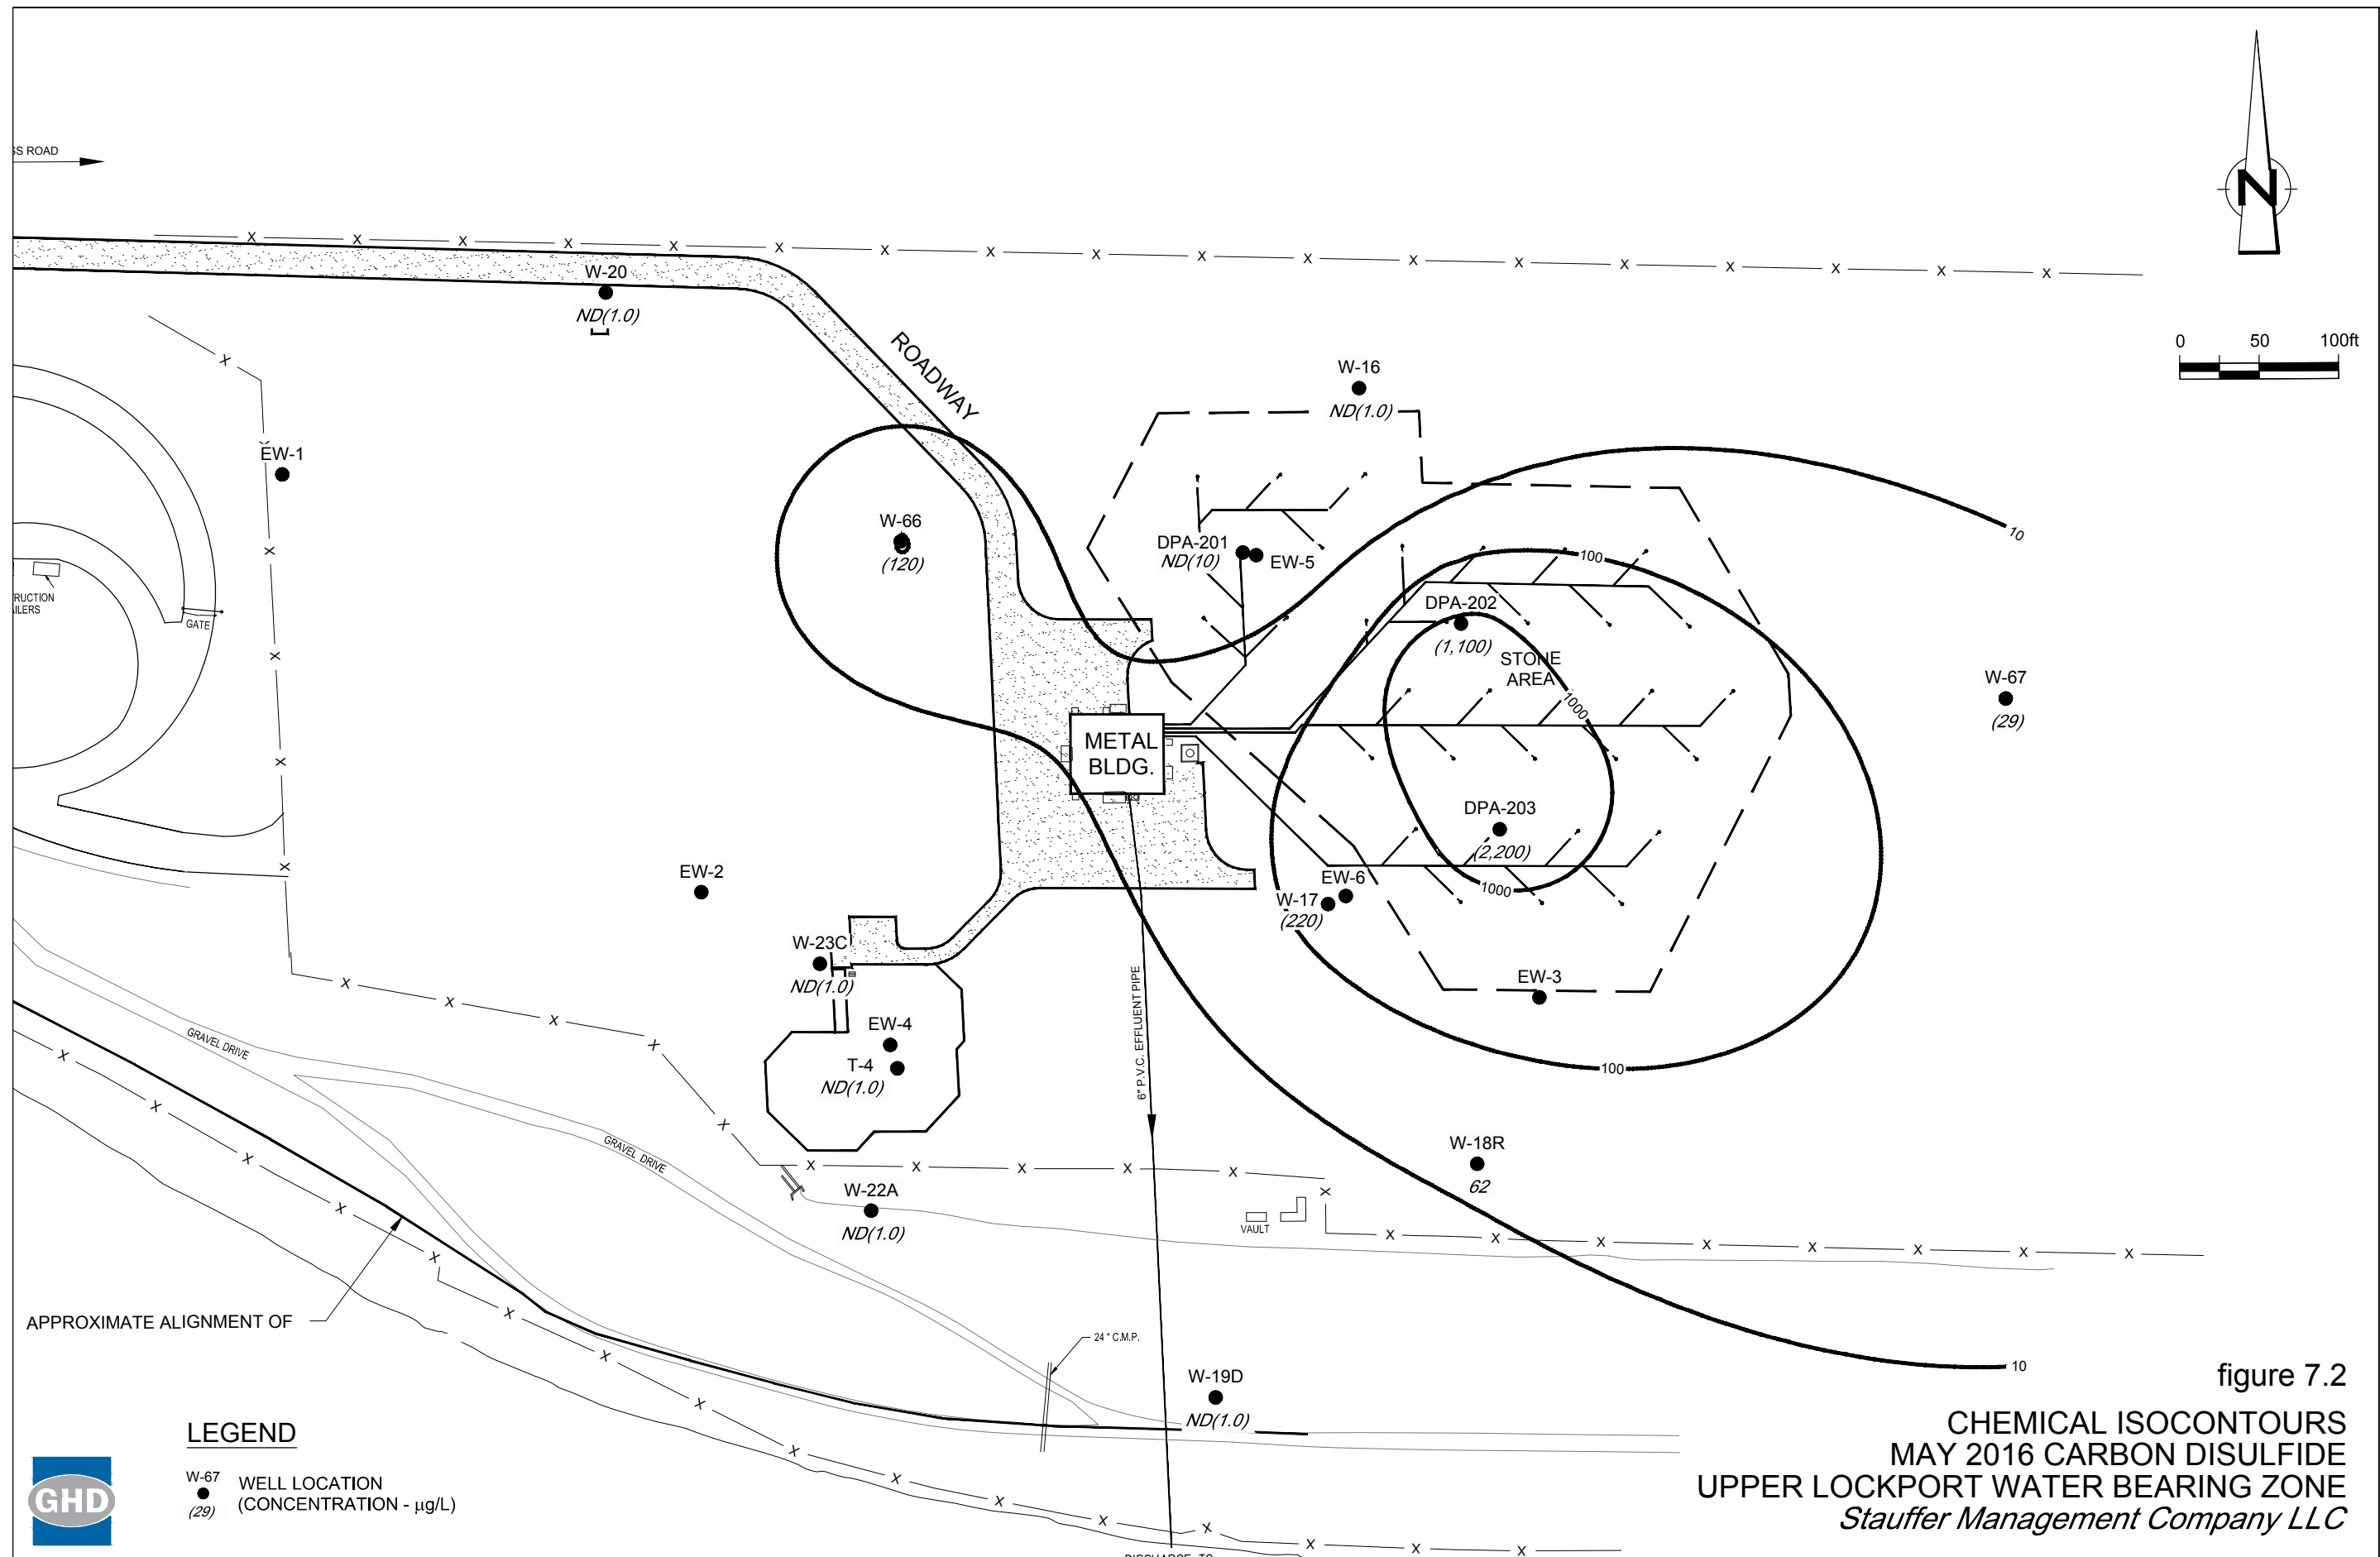 SS ROAD
W-20
ND(1.0)
ROADWAY
N
0 50 100ft
W-16
ND(1.0)
EW-1
W-66
(120)
DPA-201
ND(10)
EW-5
10
100
DPA-202
(1,100)
STONE
AREA
1000
W-67
(29)
RUCTION
ILERS
GATE
METAL
BLDG.
DPA-203
(2,200)
1000
EW-6
W-17
(220)
EW-2
W-23C
ND(1.0)
EW-3
EW-4
T-4
ND(1.0)
6" P.V.C. EFFLUENT PIPE
100
GRAVEL DRIVE
GRAVEL DRIVE
W-18R
62
W-22A
ND(1.0)
VAULT
APPROXIMATE ALIGNMENT OF
24 " C.M.P.
10
W-19D
ND(1.0)
figure 7.2
CHEMICAL ISOCONTOURS
MAY 2016 CARBON DISULFIDE
UPPER LOCKPORT WATER BEARING ZONE
Stauffer Management Company LLC
LEGEND
W-67
(29)
WELL LOCATION
(CONCENTRATION - µg/L)
GHD